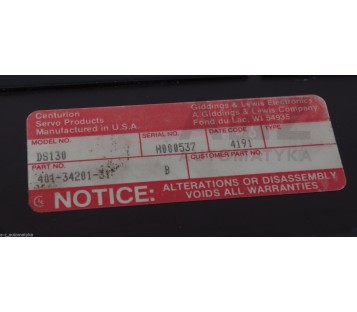 Centurion
Servo Products
Manufactured in U.S.A.
Giddings & Lewis Electronics
A Giddings & Lewis Company
Fond du Lac, WI 54935
MODEL NO. SERIAL NO. DATE CODE TYPE
DS130 H000537 4191
PART NO. CUSTOMER PART NO.
401-34201-31 B
NOTICE: ALTERATIONS OR DISASSEMBLY
VOIDS ALL WARRANTIES